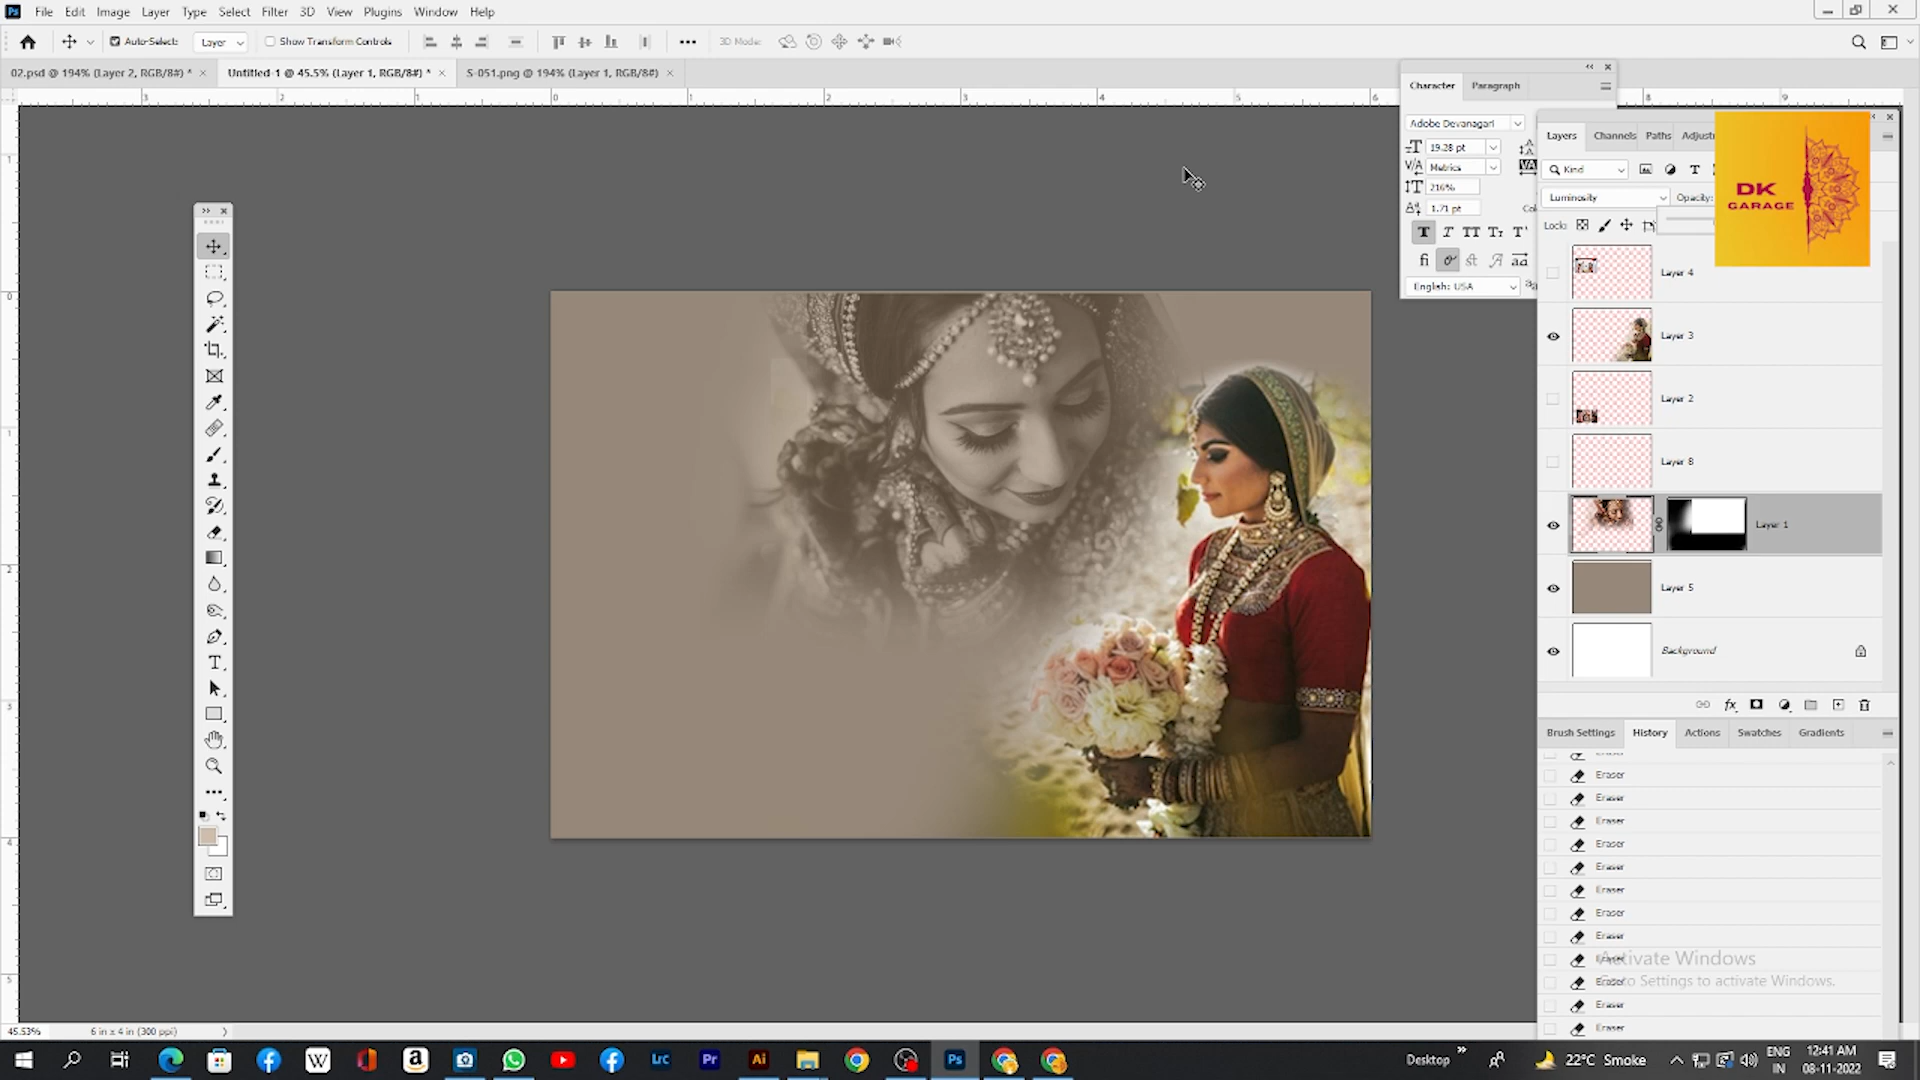 File Edit Image Layer Type Select Filter 3D View Plugins Window Help
Auto-Select: Layer Show Transform Controls 3D Mode:
02.psd @ 194% (Layer 2, RGB/8#) * × Untitled-1 @ 45.5% (Layer 1, RGB/8#) * × S-051.png @ 194% (Layer 1, RGB/8#) ×
Character Paragraph
Adobe Devanagari
19.28 pt
Metrics
216%
1.71 pt
English: USA
Layers Channels Paths
Kind
Luminosity Opacity:
Lock:
DK
GARAGE
Layer 4
Layer 3
Layer 2
Layer 8
Layer 1
Layer 5
Background
Brush Settings History Actions Swatches Gradients
Eraser
Eraser
Eraser
Eraser
Eraser
Eraser
Eraser
Eraser
Eraser
Eraser
Eraser
Eraser
Activate Windows
Go to Settings to activate Windows.
45.53% 6 in x 4 in (300 ppi)
Desktop
22°C Smoke
ENG
IN
12:41 AM
08-11-2022